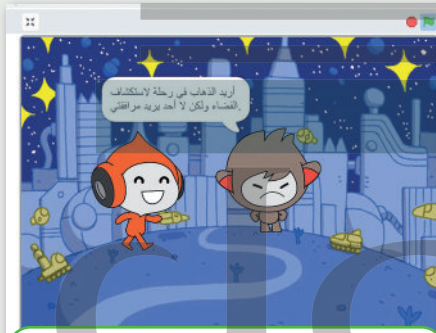 أريد الذهاب في رحلة لاستكشاف
الفضاء ولكن لا أحد يريد مرافقتي.